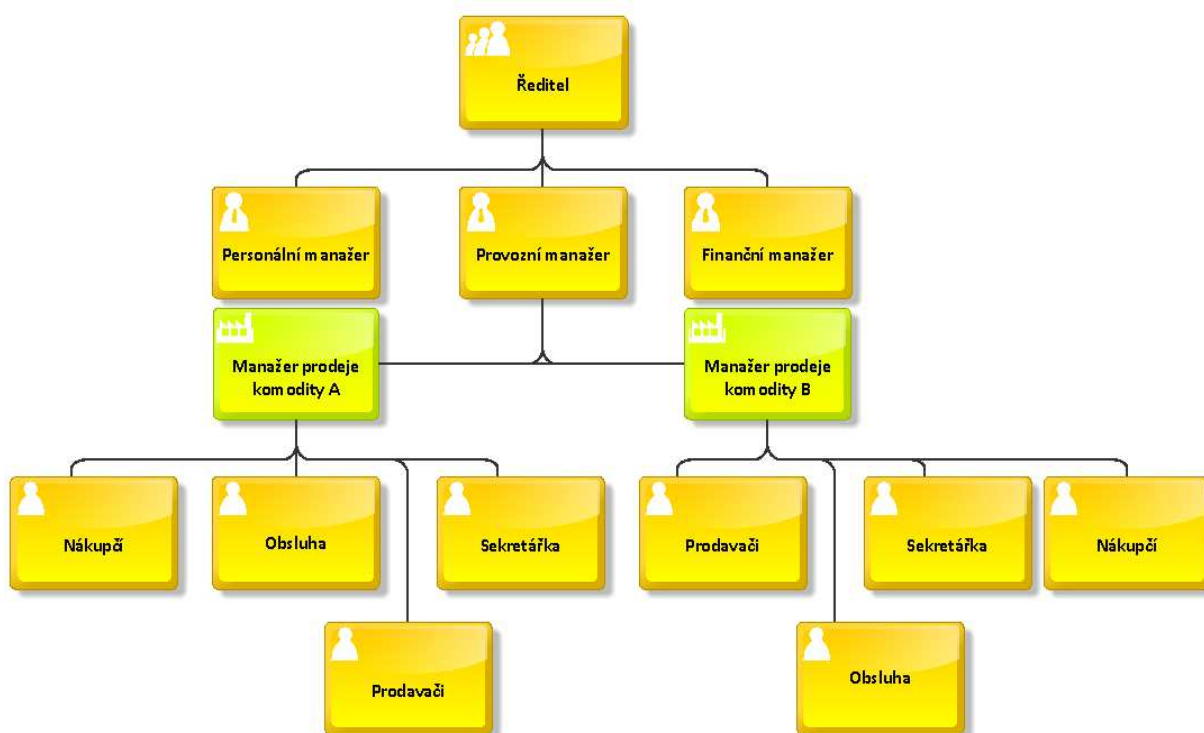 Ředitel
Personální manažer
Provozní manažer
Finanční manažer
Manažer prodeje
komodity A
Manažer prodeje
komodity B
Nákupčí
Obsluha
Sekretářka
Prodavači
Sekretářka
Nákupčí
Prodavači
Obsluha